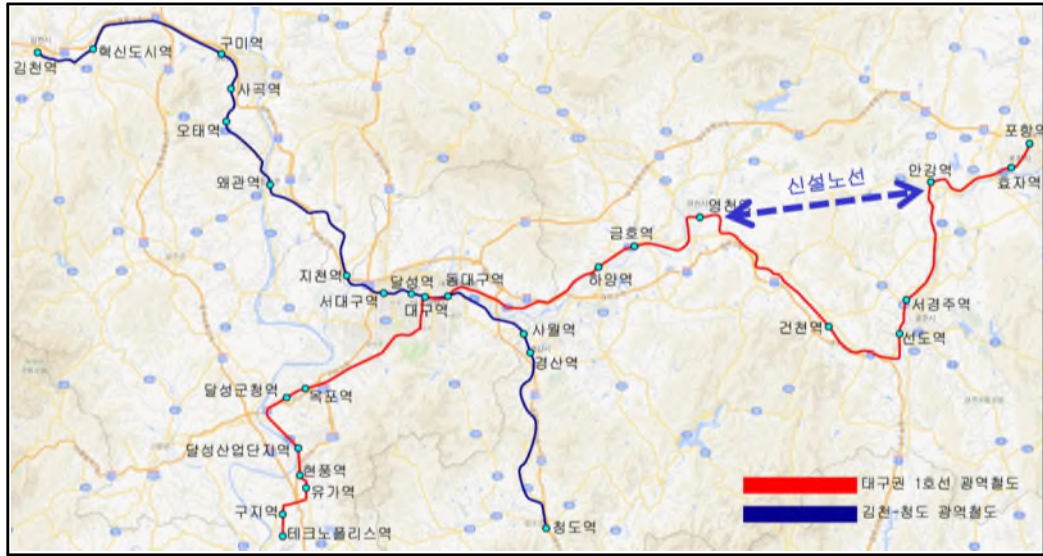 김천역
혁신도시역
구미역
사곡역
오태역
왜관역
지천역
서대구역
달성역
대구역
동대구역
하양역
금호역
영천역
신설노선
안강역
포항역
효자역
서경주역
선도역
건천역
사월역
경산역
청도역
달성군청역
옥포역
달성산업단지역
현풍역
유가역
구지역
테크노폴리스역
대구권 1호선 광역철도
김천-청도 광역철도